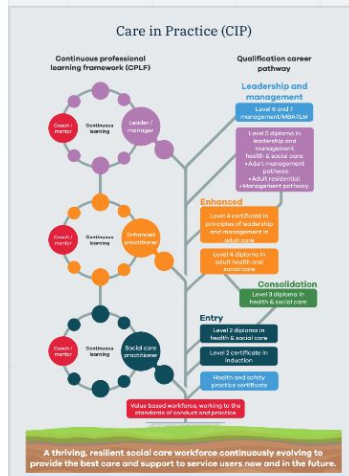 Care in Practice (CIP)
Continuous professional
learning framework (CPLF)
Qualification career
pathway
Leadership and
management
Level 6 and 7
management/MBA/ILM
Level 5 diploma in
leadership and
management
health & social care
•Adult management
pathway
•Adult residential
•Management pathway
Coach /
mentor
Continuous
learning
Leader /
manager
Enhanced
Level 4 certificate in
principles of leadership
and management in
adult care
Level 4 diploma in
adult health and
social care
Coach /
mentor
Continuous
learning
Enhanced
practitioner
Consolidation
Level 3 diploma in
health & social care
Entry
Level 2 diploma in
health & social care
Level 2 certificate in
induction
Health and safety
practice certificate
Coach /
mentor
Continuous
learning
Social care
practitioner
Value based workforce, working to the
standards of conduct and practice
A thriving, resilient social care workforce continuously evolving to
provide the best care and support to service users now and in the future.